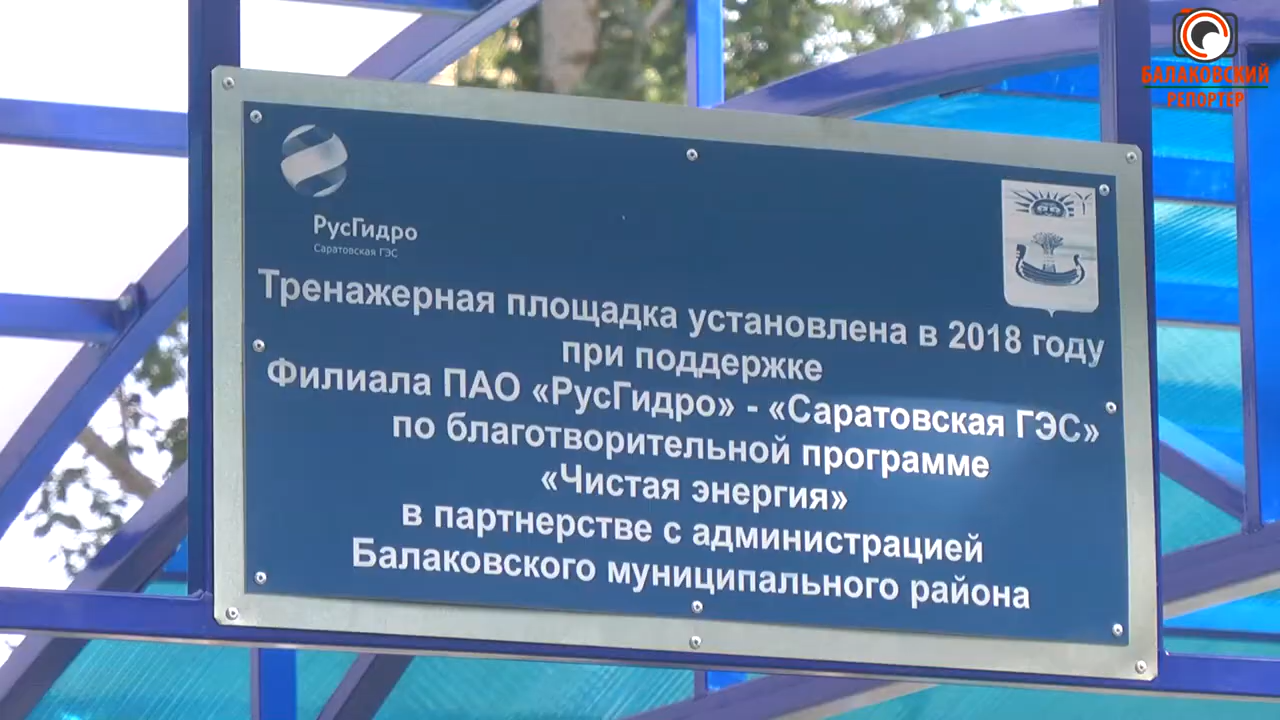 БАЛАКОВСКИЙ
РЕПОРТЁР
РусГидро
Саратовская ГЭС
Тренажерная площадка установлена в 2018 году
при поддержке
Филиала ПАО «РусГидро» - «Саратовская ГЭС»
по благотворительной программе
«Чистая энергия»
в партнерстве с администрацией
Балаковского муниципального района